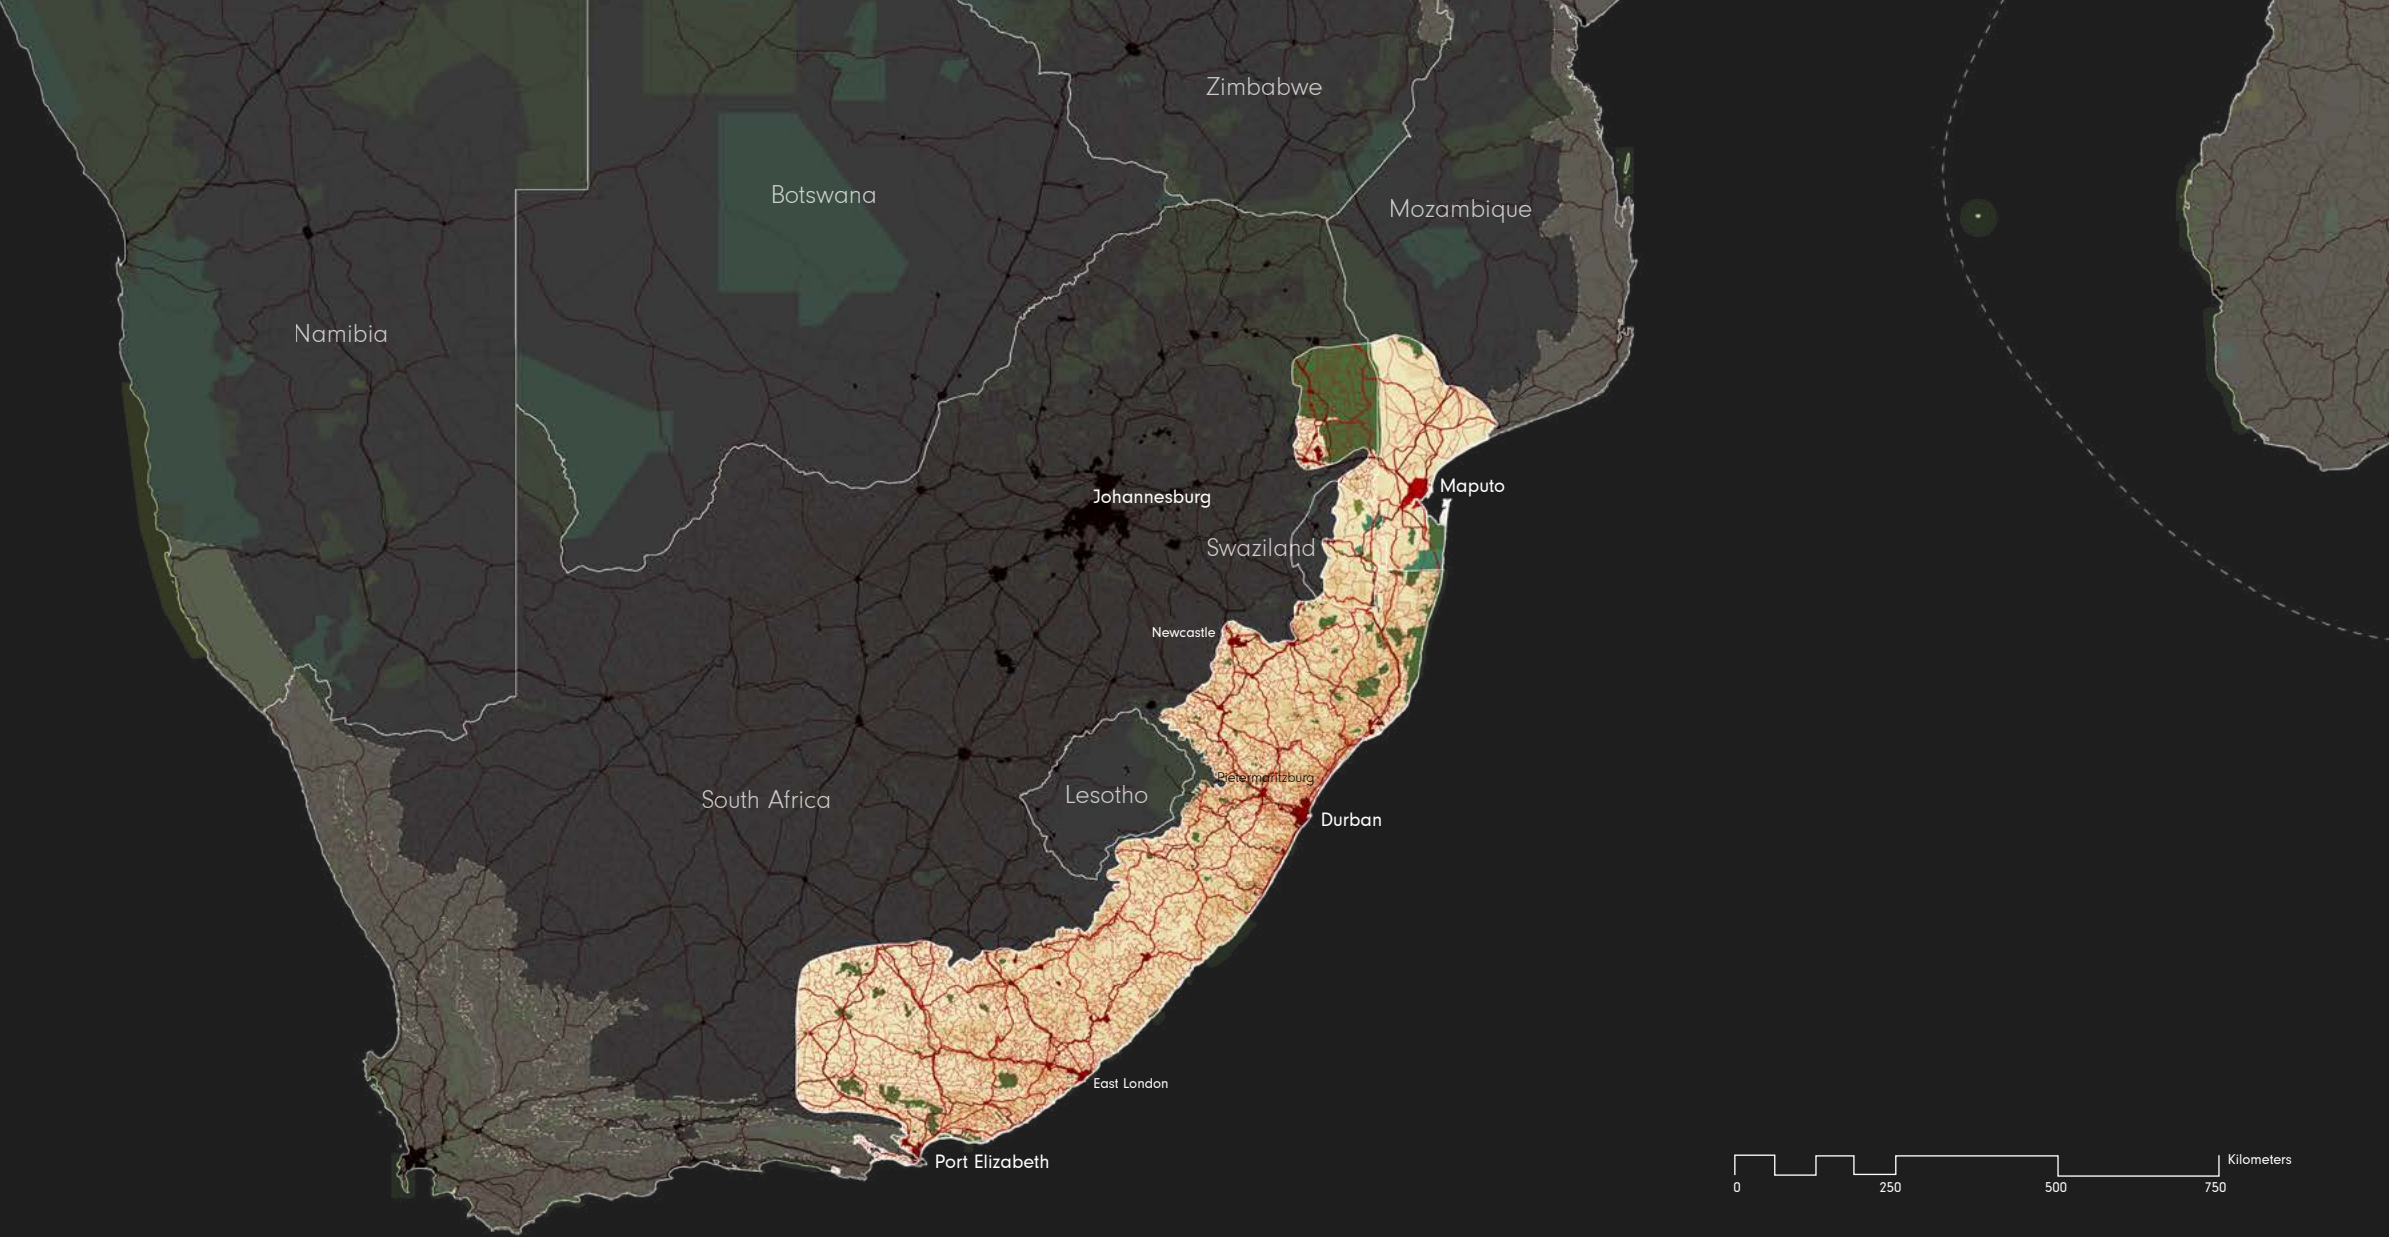 Zimbabwe
Botswana
Mozambique
Namibia
Maputo
Johannesburg
Swaziland
Newcastle
Pietermaritzburg
South Africa
Lesotho
Durban
East London
Port Elizabeth
Kilometers
0 250 500 750